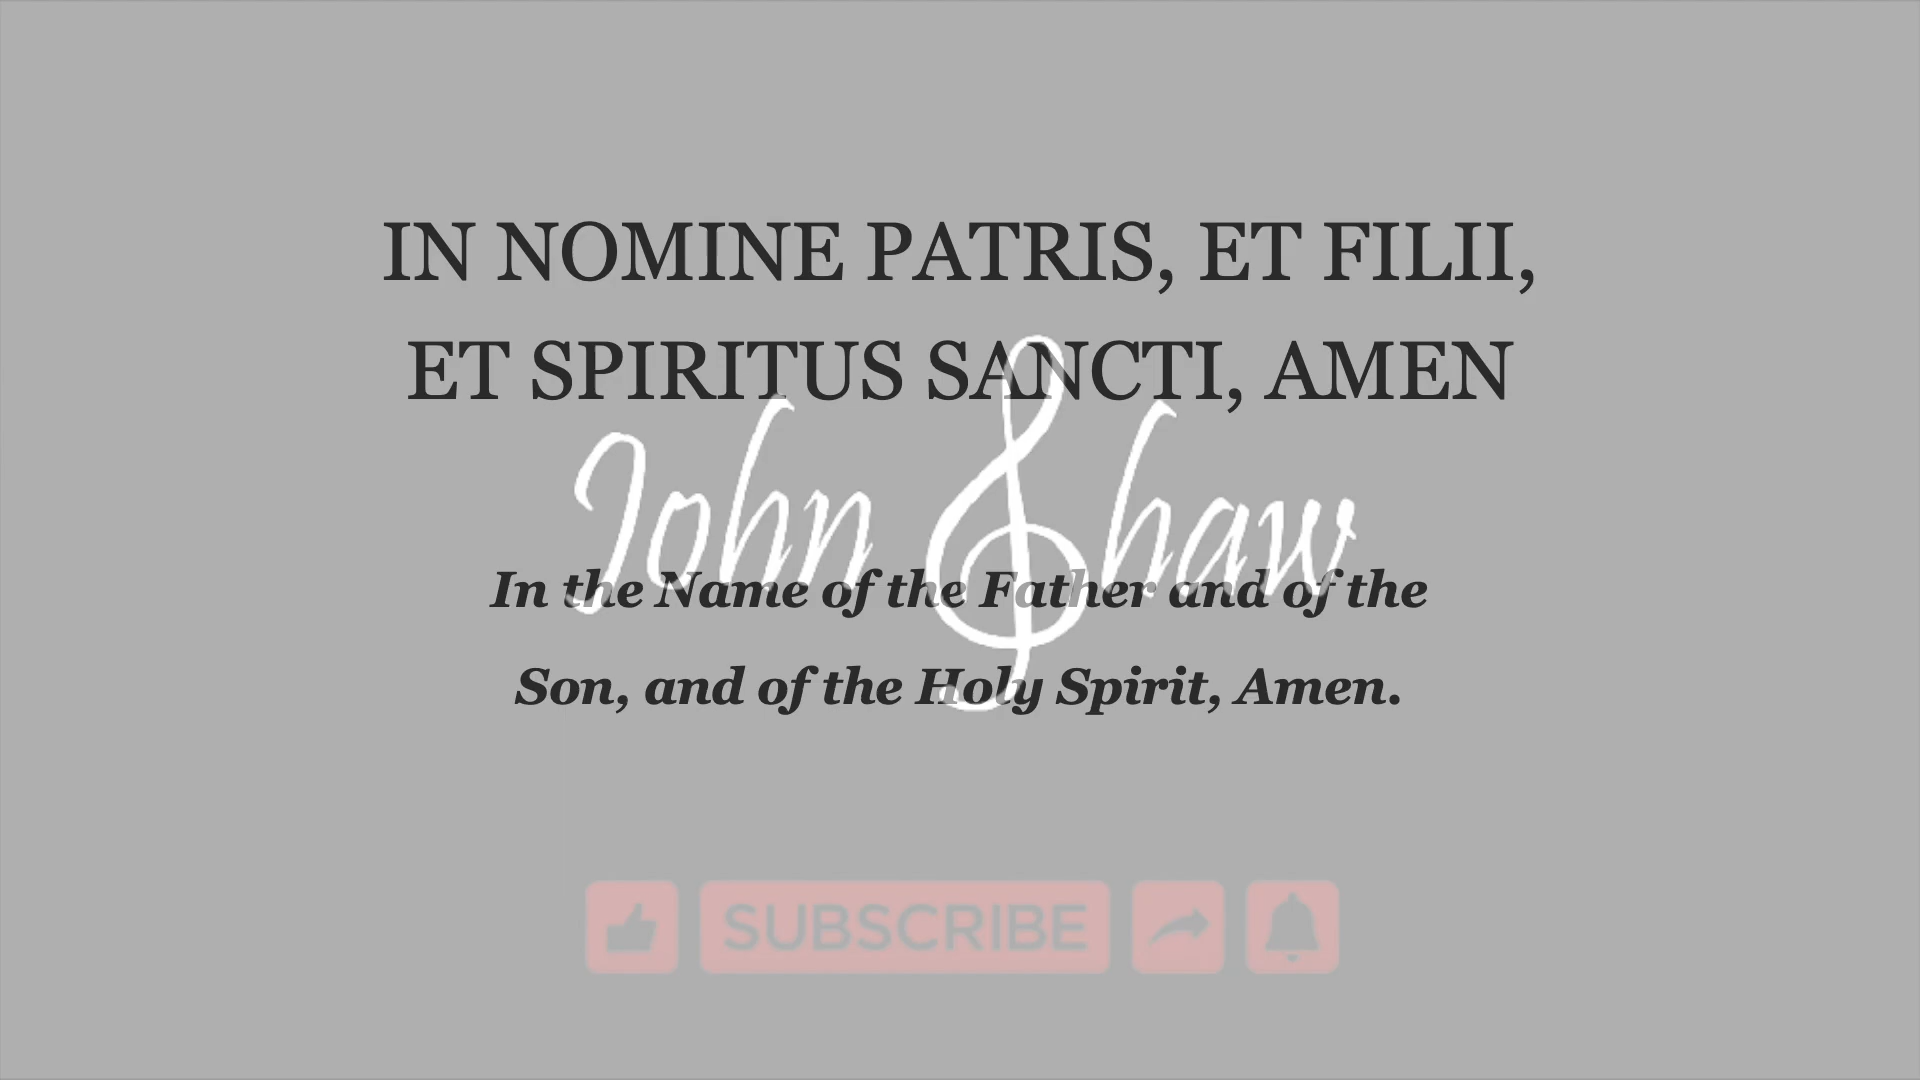 IN NOMINE PATRIS, ET FILII,
ET SPIRITUS SANCTI, AMEN
John Shaw
In the Name of the Father and of the
Son, and of the Holy Spirit, Amen.
SUBSCRIBE